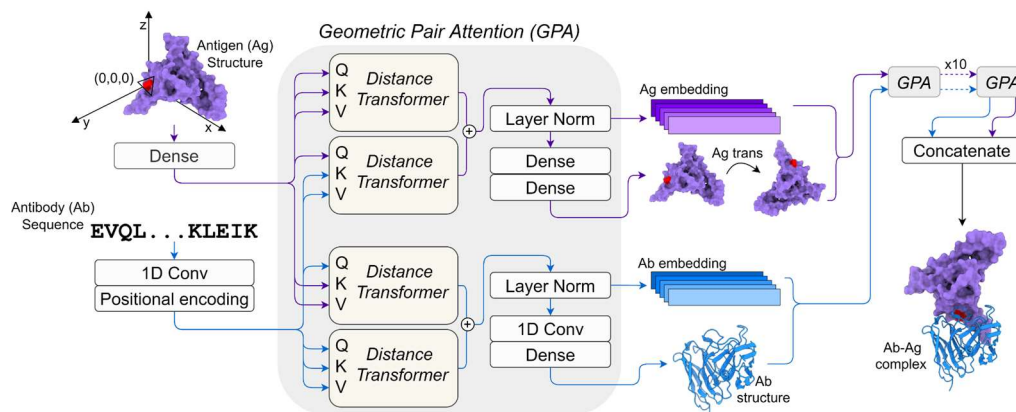 Geometric Pair Attention (GPA)
z
Antigen (Ag)
Structure
(0,0,0)
y
x
Dense
Antibody (Ab)
Sequence
EVQL...KLEIK
1D Conv
Positional encoding
Q
K
V
Distance
Transformer
Q
K
V
Distance
Transformer
Layer Norm
Dense
Dense
Ag embedding
Ag trans
Q
K
V
Distance
Transformer
Q
K
V
Distance
Transformer
Layer Norm
1D Conv
Dense
Ab embedding
Ab
structure
GPA
x10
GPA
Concatenate
Ab-Ag
complex